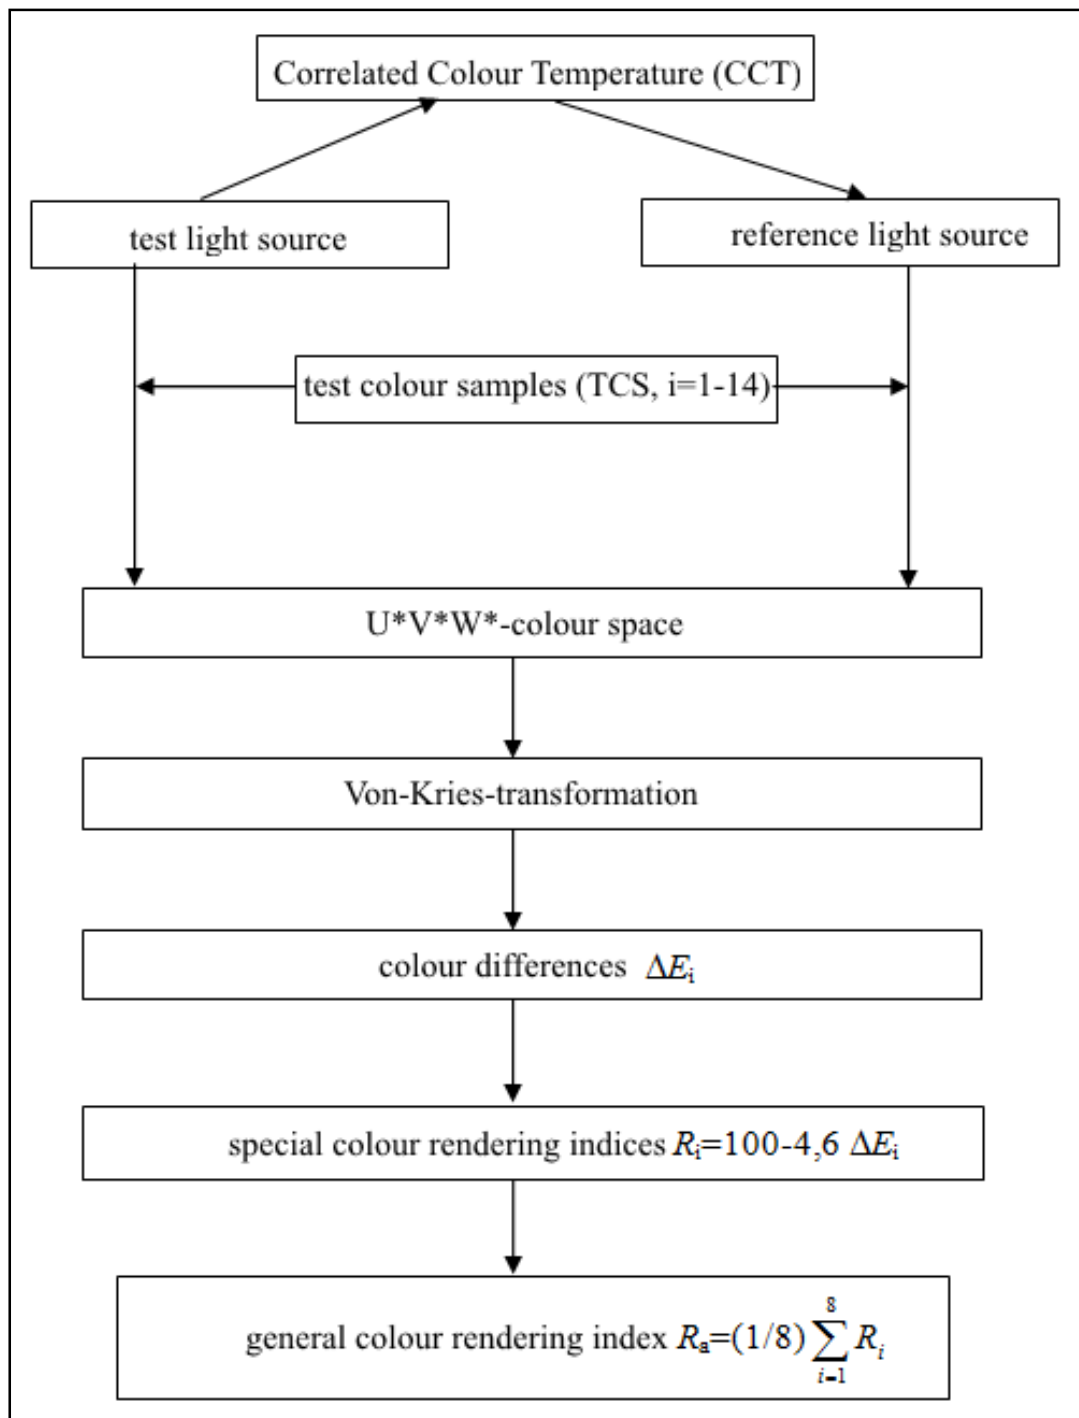 Correlated Colour Temperature (CCT)
test light source
reference light source
test colour samples (TCS, i=1-14)
U*V*W*-colour space
Von-Kries-transformation
colour differences ΔEi
special colour rendering indices Ri=100-4,6 ΔEi
general colour rendering index Ra=(1/8) 8∑i=1 Ri